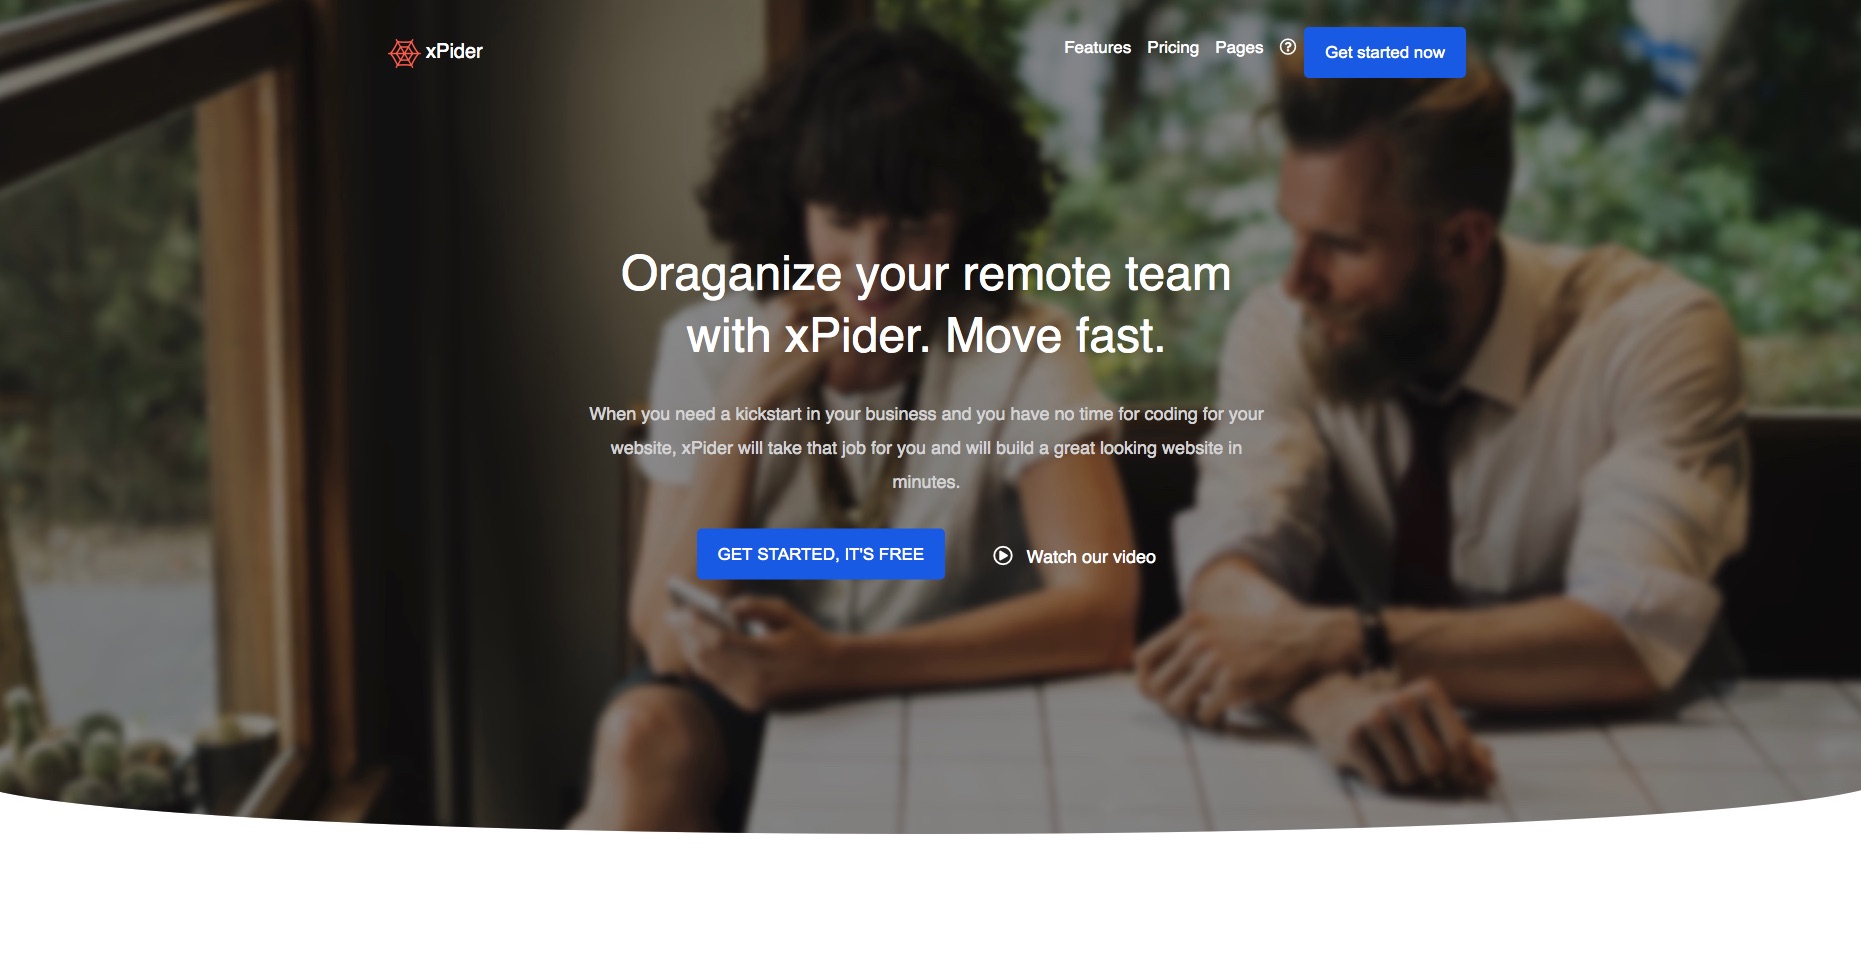 xPider
Features Pricing Pages Get started now
Oraganize your remote team
with xPider. Move fast.
When you need a kickstart in your business and you have no time for coding for your
website, xPider will take that job for you and will build a great looking website in
minutes.
GET STARTED, IT'S FREE
Watch our video